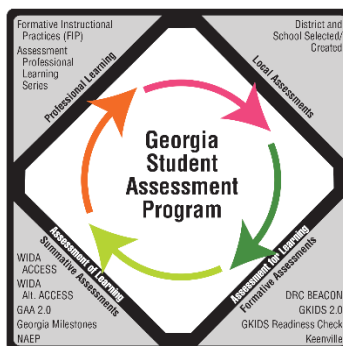 Formative Instructional
Practices (FIP)
Assessment
Professional
Learning
Series
Professional Learning
District and
School Selected/
Created
Local Assessments
Georgia
Student
Assessment
Program
Assessment of Learning
Summative Assessments
WIDA
ACCESS
WIDA
Alt. ACCESS
GAA 2.0
Georgia Milestones
NAEP
Assessment for Learning
Formative Assessments
DRC BEACON
GKIDS 2.0
GKIDS Readiness Check
Keenville